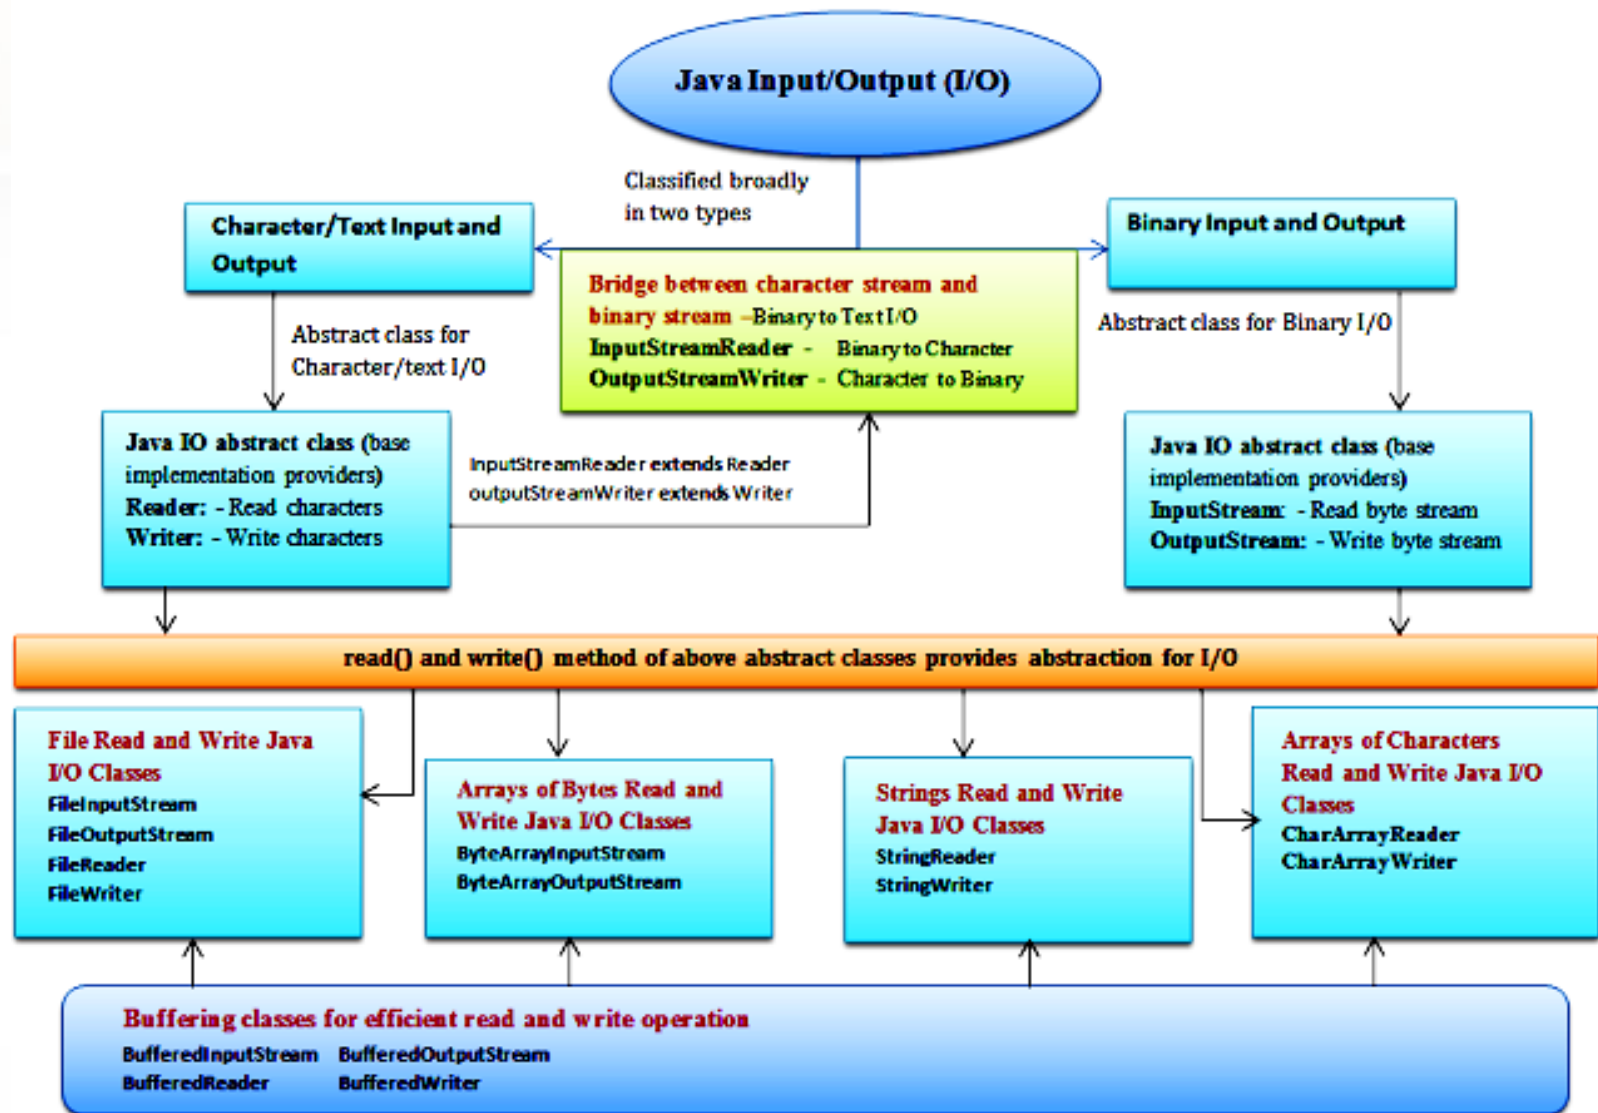 Java Input/Output (I/O)
Classified broadly
in two types
Character/Text Input and
Output
Binary Input and Output
Bridge between character stream and
binary stream –Binary to Text I/O
InputStreamReader - Binary to Character
OutputStreamWriter - Character to Binary
Abstract class for
Character/text I/O
Abstract class for Binary I/O
Java IO abstract class (base
implementation providers)
Reader: - Read characters
Writer: - Write characters
InputStreamReader extends Reader
outputStreamWriter extends Writer
Java IO abstract class (base
implementation providers)
InputStream: - Read byte stream
OutputStream: - Write byte stream
read() and write() method of above abstract classes provides abstraction for I/O
File Read and Write Java
I/O Classes
FileInputStream
FileOutputStream
FileReader
FileWriter
Arrays of Bytes Read and
Write Java I/O Classes
ByteArrayInputStream
ByteArrayOutputStream
Strings Read and Write
Java I/O Classes
StringReader
StringWriter
Arrays of Characters
Read and Write Java I/O
Classes
CharArrayReader
CharArrayWriter
Buffering classes for efficient read and write operation
BufferedInputStream BufferedOutputStream
BufferedReader BufferedWriter